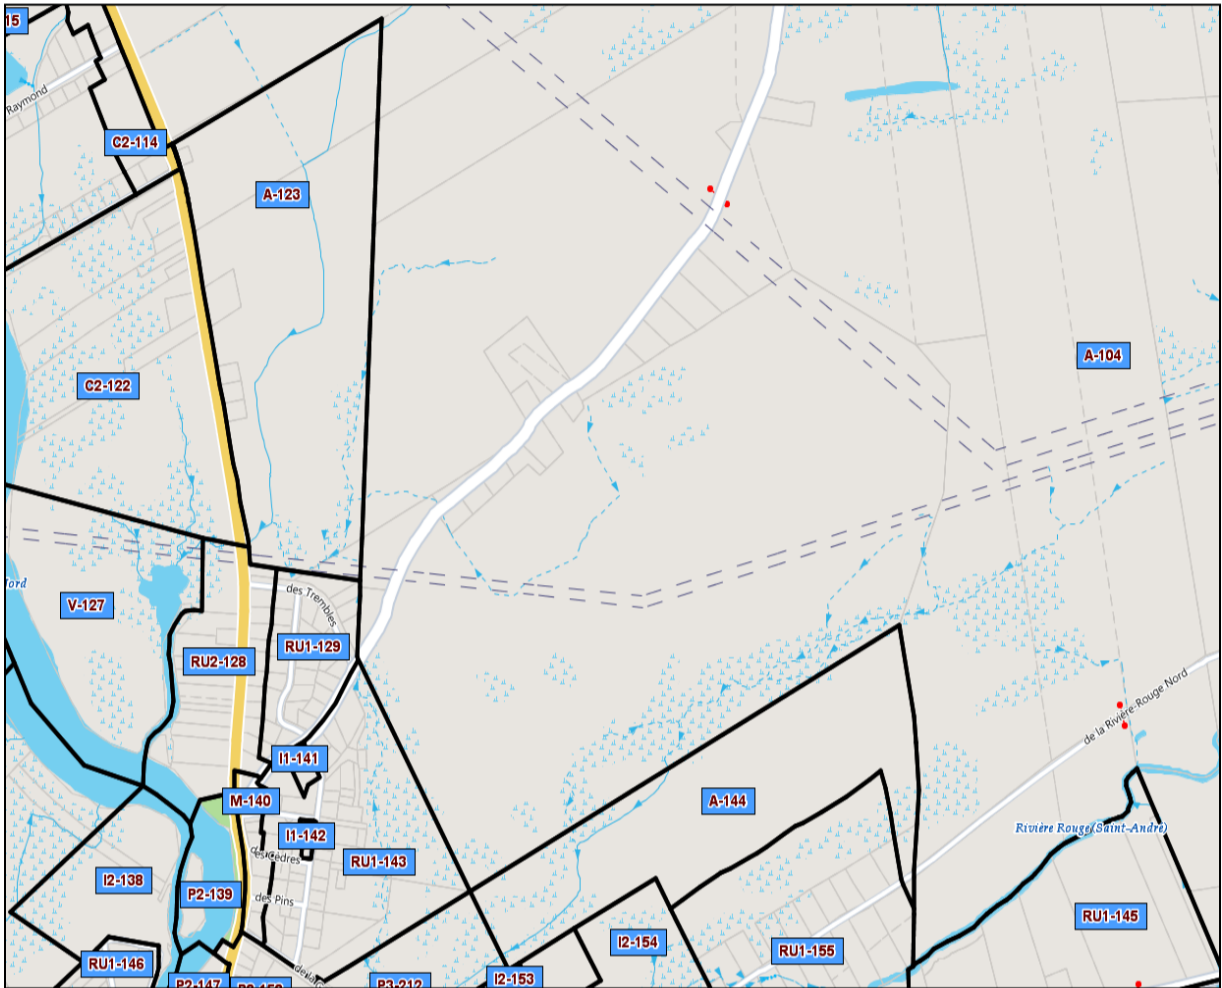 15
Raymond
C2-114
A-123
A-104
C2-122
V-127
des Trembles
RU1-129
RU2-128
de la Rivière-Rouge Nord
I1-141
M-140
A-144
Rivière Rouge (Saint-André)
I1-142
des Cèdres
RU1-143
I2-138
P2-139
des Pins
RU1-145
I2-154
RU1-155
RU1-146
I2-153
P2-147
P3-212